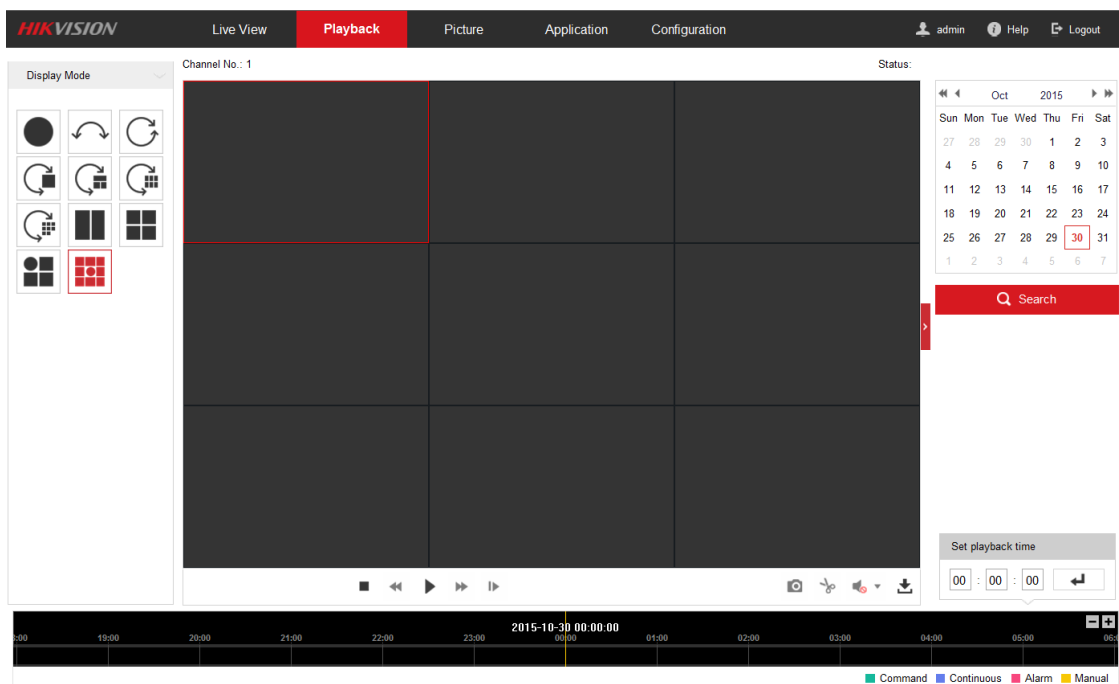 HIKVISION Live View Playback Picture Application Configuration admin Help Logout
Display Mode
Channel No.: 1 Status:
Oct 2015
Sun Mon Tue Wed Thu Fri Sat
27 28 29 30 1 2 3
4 5 6 7 8 9 10
11 12 13 14 15 16 17
18 19 20 21 22 23 24
25 26 27 28 29 30 31
1 2 3 4 5 6 7
Search
Set playback time
00 : 00 : 00
2015-10-30 00:00:00
:00 19:00 20:00 21:00 22:00 23:00 00:00 01:00 02:00 03:00 04:00 05:00 06:
Command Continuous Alarm Manual